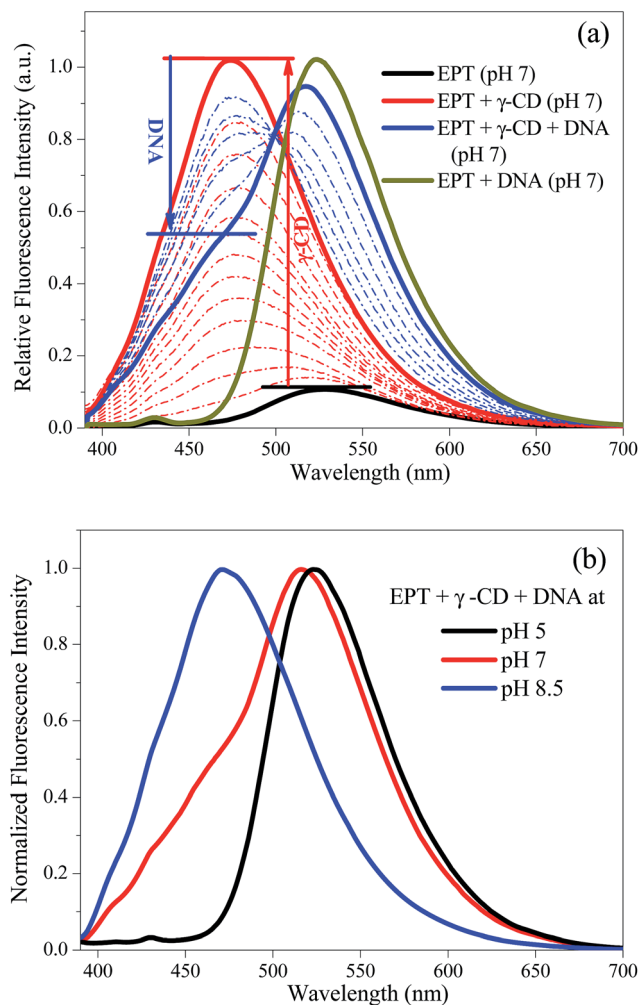 (a)
EPT (pH 7)
EPT + γ-CD (pH 7)
EPT + γ-CD + DNA
(pH 7)
EPT + DNA (pH 7)
DNA
γ-CD
Relative Fluorescence Intensity (a.u.)
1.0
0.8
0.6
0.4
0.2
0.0
400 450 500 550 600 650 700
Wavelength (nm)
(b)
EPT + γ -CD + DNA at
pH 5
pH 7
pH 8.5
Normalized Fluorescence Intensity
1.0
0.8
0.6
0.4
0.2
0.0
400 450 500 550 600 650 700
Wavelength (nm)